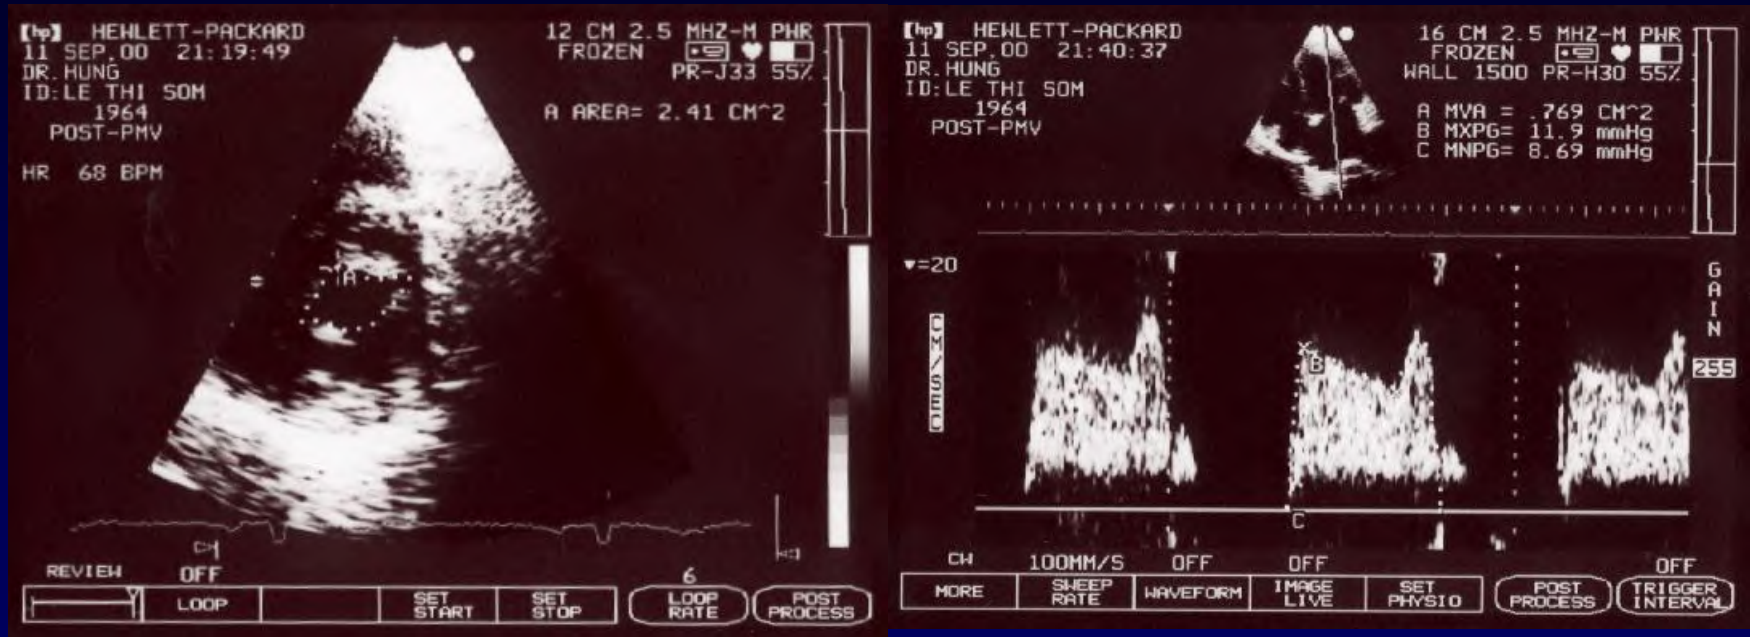 [hp] HEWLETT-PACKARD
11 SEP,00 21:19:49
DR.HUNG
ID:LE THI SOM
1964
POST-PMV
HR 68 BPM
12 CM 2.5 MHZ-M PWR
FROZEN
PR-J33 55%
A AREA= 2.41 CM^2
A
REVIEW
OFF
LOOP
SET START
SET STOP
6
LOOP RATE
POST PROCESS
[hp] HEWLETT-PACKARD
11 SEP,00 21:40:37
DR.HUNG
ID:LE THI SOM
1964
POST-PMV
16 CM 2.5 MHZ-M PWR
FROZEN
WALL 1500 PR-H30 55%
A MVA = .769 CM^2
B MXPG= 11.9 mmHg
C MNPG= 8.69 mmHg
▼=20
CM/SEC
GAIN
255
B
C
CW
100MM/S
OFF
OFF
OFF
MORE
SWEEP RATE
WAVEFORM
IMAGE LIVE
SET PHYSIO
POST PROCESS
TRIGGER INTERVAL